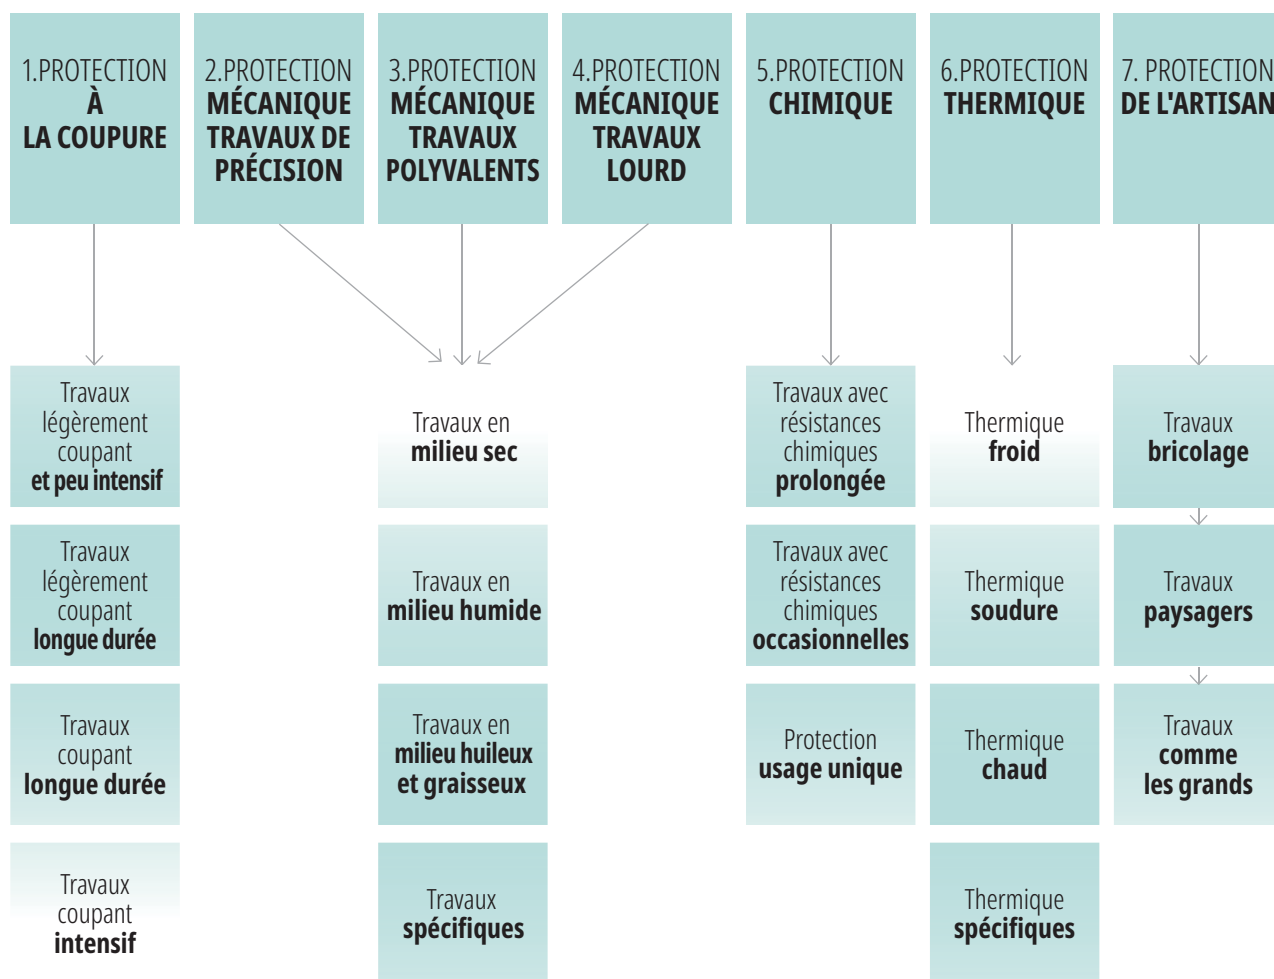 1.PROTECTION
À
LA COUPURE
2.PROTECTION
MÉCANIQUE
TRAVAUX DE
PRÉCISION
3.PROTECTION
MÉCANIQUE
TRAVAUX
POLYVALENTS
4.PROTECTION
MÉCANIQUE
TRAVAUX
LOURD
5.PROTECTION
CHIMIQUE
6.PROTECTION
THERMIQUE
7. PROTECTION
DE L'ARTISAN
Travaux
légèrement
coupant
et peu intensif
Travaux
légèrement
coupant
longue durée
Travaux
coupant
longue durée
Travaux
coupant
intensif
Travaux en
milieu sec
Travaux en
milieu humide
Travaux en
milieu huileux
et graisseux
Travaux
spécifiques
Travaux avec
résistances
chimiques
prolongée
Travaux avec
résistances
chimiques
occasionnelles
Protection
usage unique
Thermique
froid
Thermique
soudure
Thermique
chaud
Thermique
spécifiques
Travaux
bricolage
Travaux
paysagers
Travaux
comme
les grands